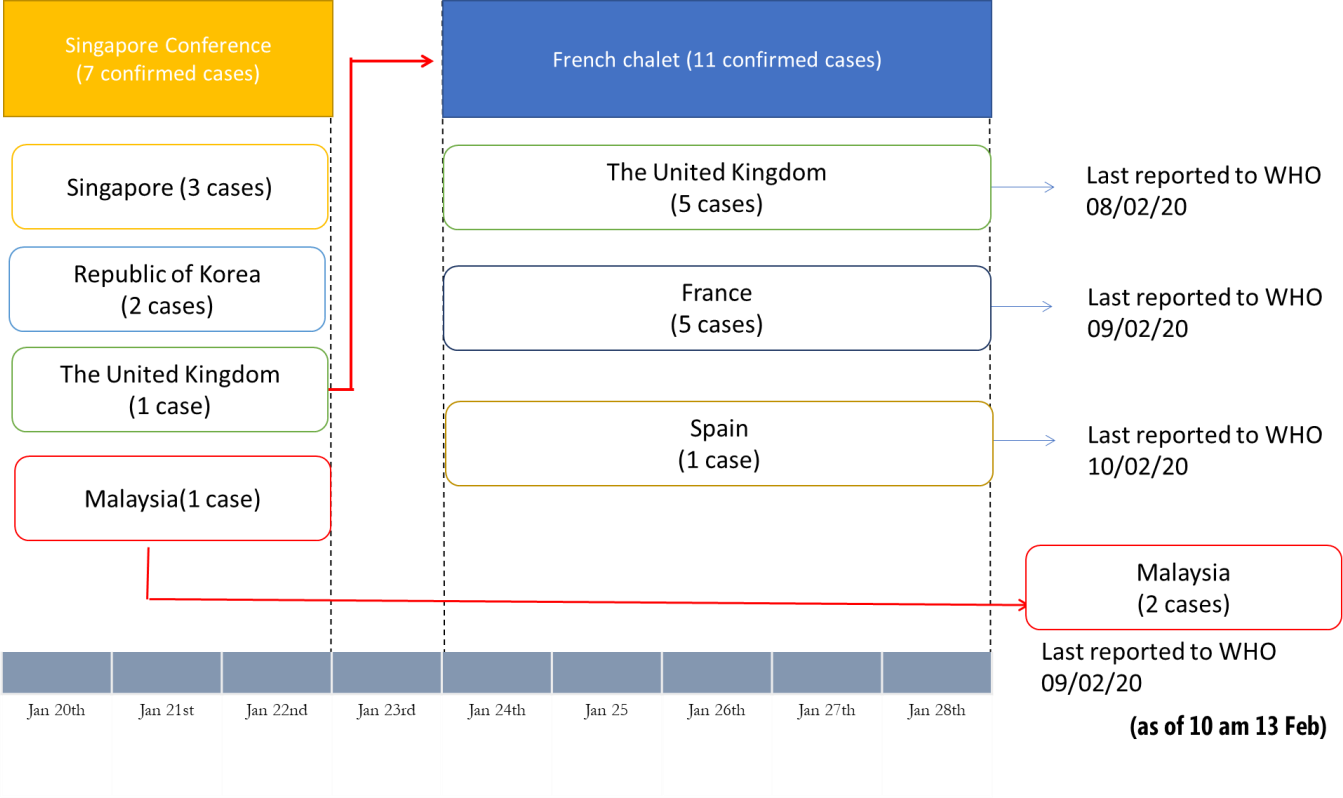 Singapore Conference
(7 confirmed cases)
French chalet (11 confirmed cases)
Singapore (3 cases)
Republic of Korea
(2 cases)
The United Kingdom
(1 case)
Malaysia(1 case)
The United Kingdom
(5 cases)
France
(5 cases)
Spain
(1 case)
Last reported to WHO
08/02/20
Last reported to WHO
09/02/20
Last reported to WHO
10/02/20
Malaysia
(2 cases)
Last reported to WHO
09/02/20
Jan 20th
Jan 21st
Jan 22nd
Jan 23rd
Jan 24th
Jan 25
Jan 26th
Jan 27th
Jan 28th
(as of 10 am 13 Feb)